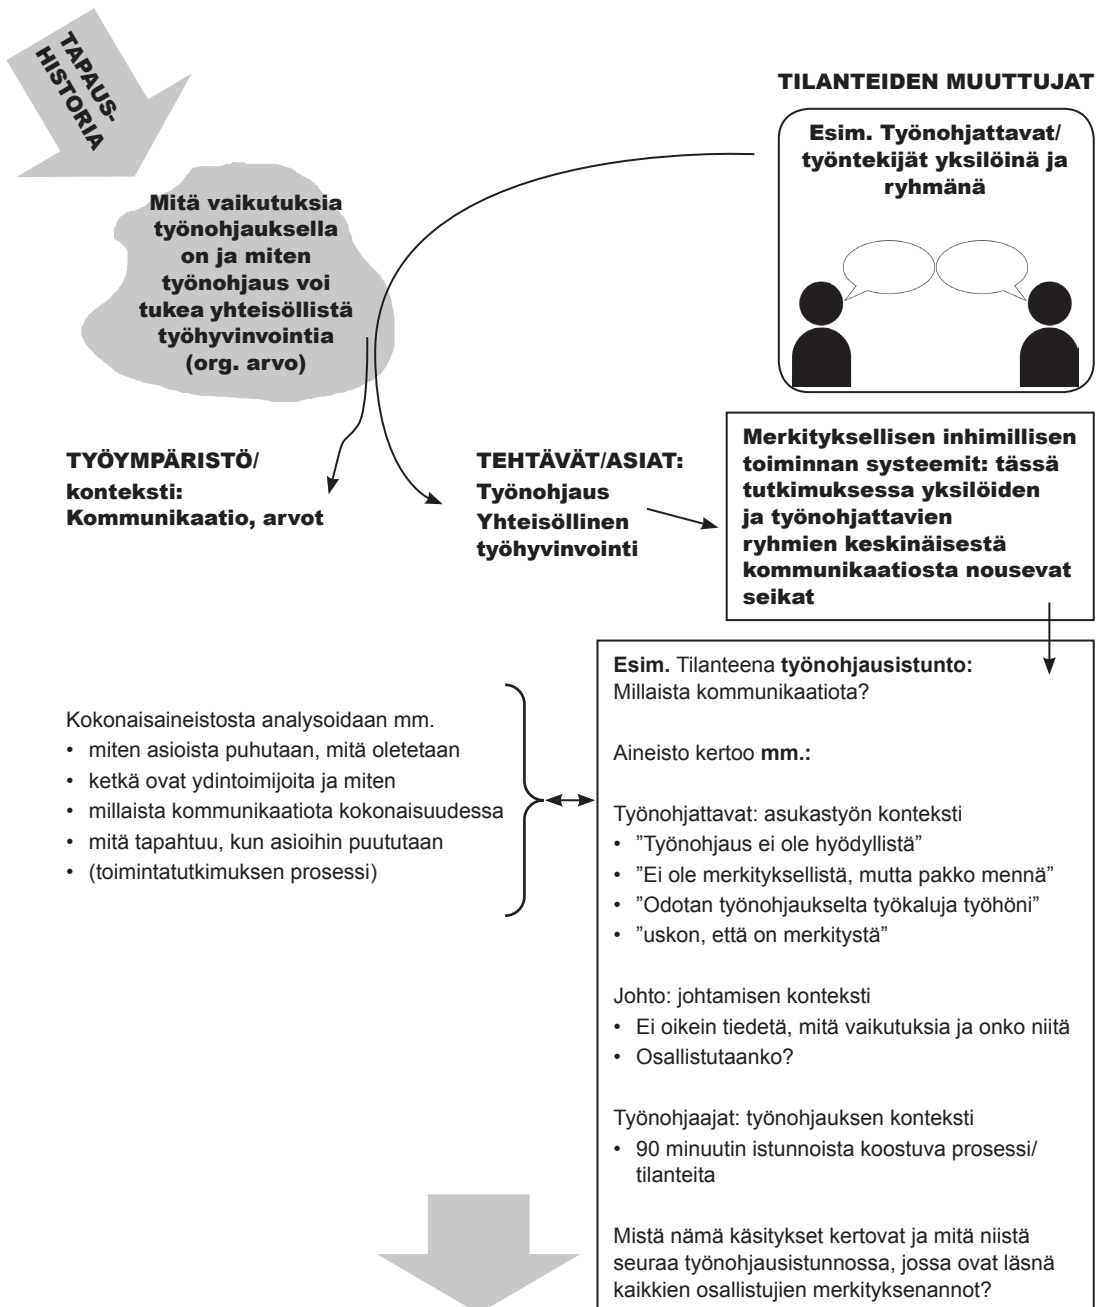 TAPAUS-
HISTORIA
Mitä vaikutuksia
työnohjauksella
on ja miten
työnohjaus voi
tukea yhteisöllistä
työhyvinvointia
(org. arvo)
TILANTEIDEN MUUTTUJAT
Esim. Työnohjattavat/
työntekijät yksilöinä ja
ryhmänä
TYÖYMPÄRISTÖ/
konteksti:
Kommunikaatio, arvot
TEHTÄVÄT/ASIAT:
Työnohjaus
Yhteisöllinen
työhyvinvointi
Merkityksellisen inhimillisen
toiminnan systeemit: tässä
tutkimuksessa yksilöiden
ja työnohjattavien
ryhmien keskinäisestä
kommunikaatiosta nousevat
seikat
Kokonaisaineistosta analysoidaan mm.
• miten asioista puhutaan, mitä oletetaan
• ketkä ovat ydintoimijoita ja miten
• millaista kommunikaatiota kokonaisuudessa
• mitä tapahtuu, kun asioihin puututaan
• (toimintatutkimuksen prosessi)
Esim. Tilanteena työnohjausistunto:
Millaista kommunikaatiota?
Aineisto kertoo mm.:
Työnohjattavat: asukastyön konteksti
• ”Työnohjaus ei ole hyödyllistä”
• ”Ei ole merkityksellistä, mutta pakko mennä”
• ”Odotan työnohjaukselta työkaluja työhöni”
• ”uskon, että on merkitystä”
Johto: johtamisen konteksti
• Ei oikein tiedetä, mitä vaikutuksia ja onko niitä
• Osallistutaanko?
Työnohjaajat: työnohjauksen konteksti
• 90 minuutin istunnoista koostuva prosessi/
tilanteita
Mistä nämä käsitykset kertovat ja mitä niistä
seuraa työnohjausistunnossa, jossa ovat läsnä
kaikkien osallistujien merkityksenannot?